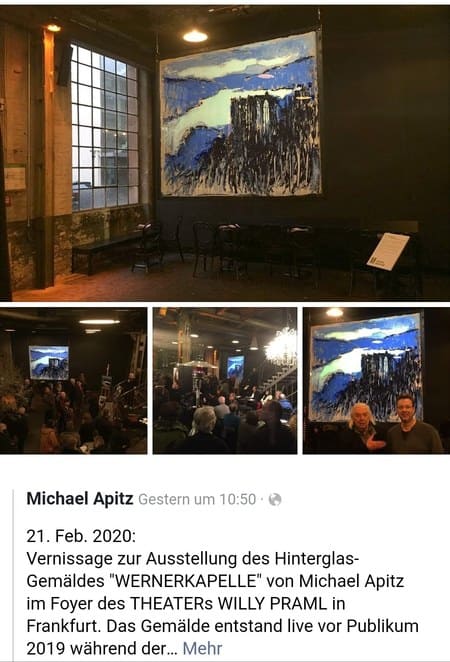 Michael Apitz Gestern um 10:50 ·
21. Feb. 2020:
Vernissage zur Ausstellung des Hinterglas-
Gemäldes "WERNERKAPELLE" von Michael Apitz
im Foyer des THEATERs WILLY PRAML in
Frankfurt. Das Gemälde entstand live vor Publikum
2019 während der... Mehr